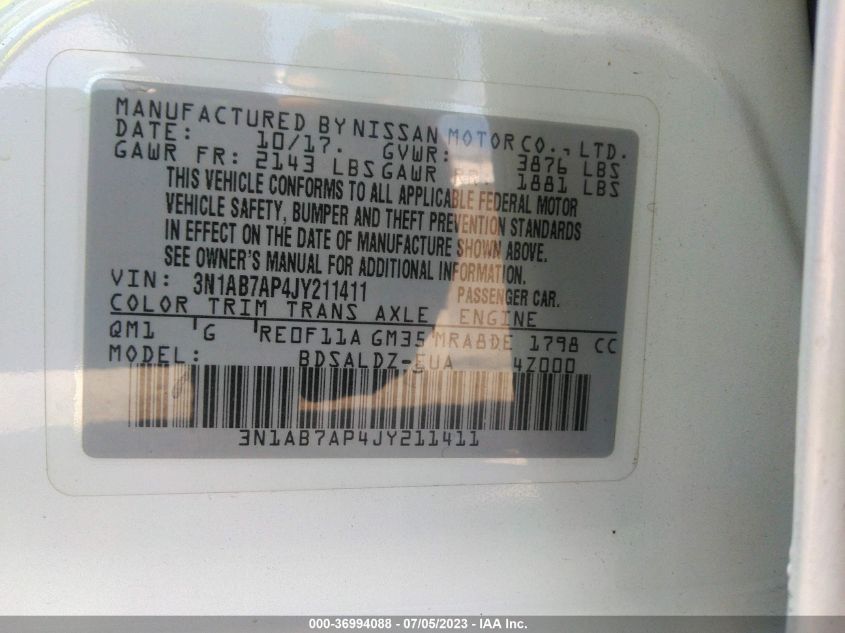 MANUFACTURED BY NISSAN MOTOR CO., LTD.
DATE: 10/17. GVWR: 3876 LBS
GAWR FR: 2143 LBS GAWR RR: 1881 LBS
THIS VEHICLE CONFORMS TO ALL APPLICABLE FEDERAL MOTOR
VEHICLE SAFETY, BUMPER AND THEFT PREVENTION STANDARDS
IN EFFECT ON THE DATE OF MANUFACTURE SHOWN ABOVE.
SEE OWNER'S MANUAL FOR ADDITIONAL INFORMATION.
VIN: 3N1AB7AP4JY211411 PASSENGER CAR.
COLOR TRIM TRANS AXLE ENGINE
QM1 G RE0F11A GM35 MRA8DE 1798 CC
MODEL: BDSALDZ-EUA 4Z000
3N1AB7AP4JY211411
000-36994088 - 07/05/2023 - IAA Inc.